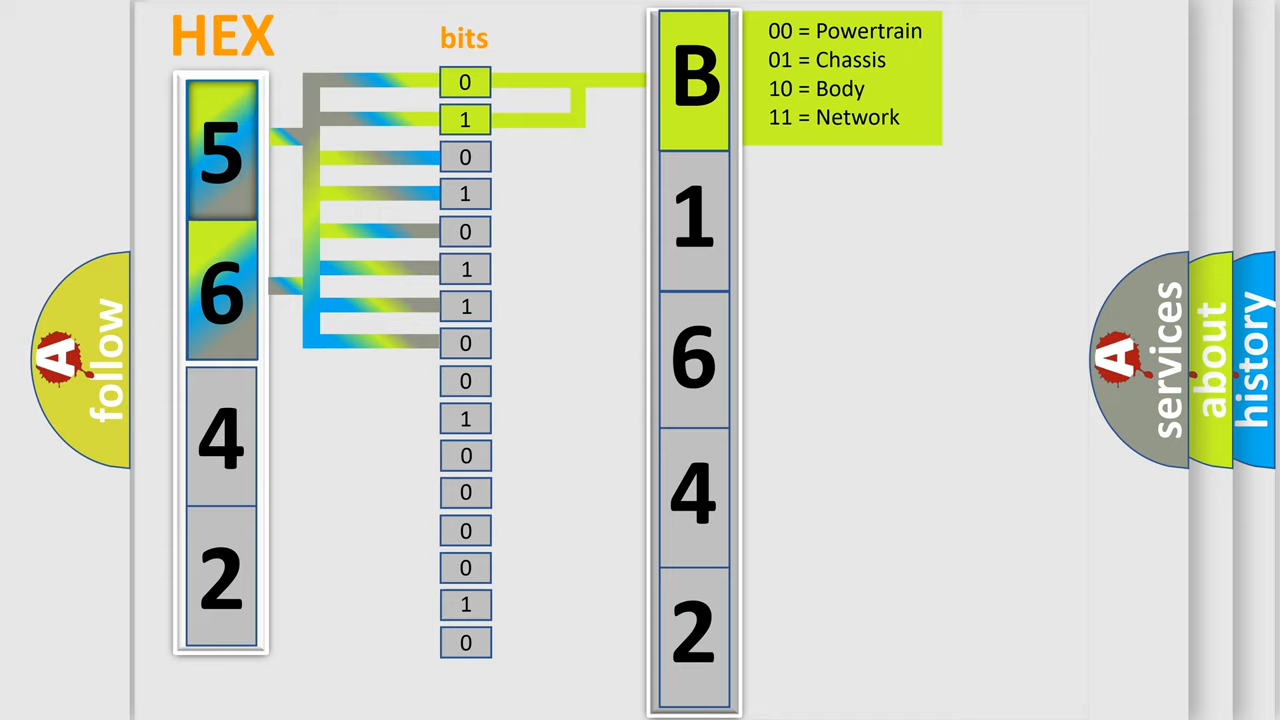 HEX
bits
5
6
4
2
0
1
0
1
0
1
1
0
0
1
0
0
0
0
1
0
B
1
6
4
2
00 = Powertrain
01 = Chassis
10 = Body
11 = Network
A
follow
A
services
about
history